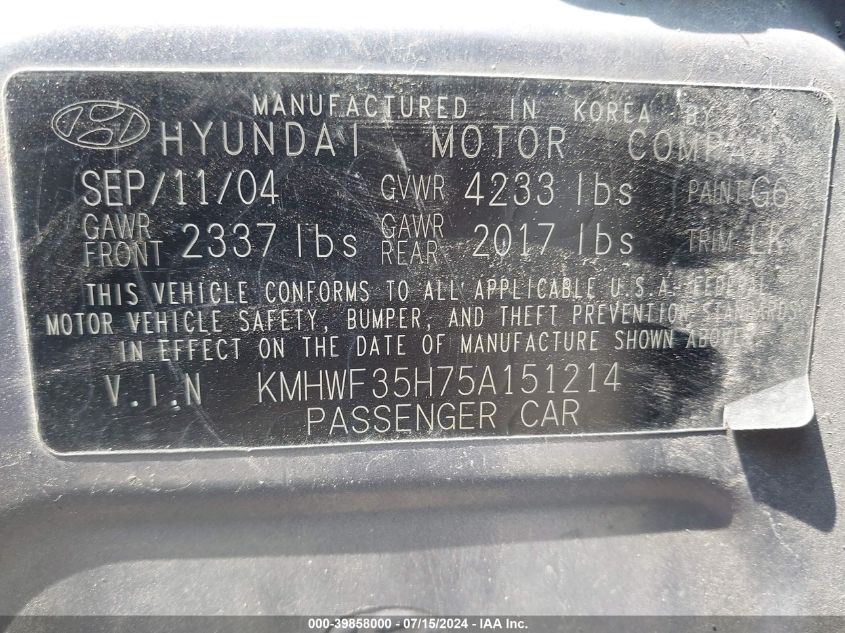 MANUFACTURED IN KOREA BY
HYUNDAI MOTOR COMPANY
SEP/11/04 GVWR 4233 lbs PAINT G6
GAWR FRONT 2337 lbs GAWR REAR 2017 lbs TRIM LK
THIS VEHICLE CONFORMS TO ALL APPLICABLE U.S.A. FEDERAL
MOTOR VEHICLE SAFETY, BUMPER, AND THEFT PREVENTION STANDARDS
IN EFFECT ON THE DATE OF MANUFACTURE SHOWN ABOVE.
V.I.N KMHWF35H75A151214
PASSENGER CAR
000-39858000 - 07/15/2024 - IAA Inc.